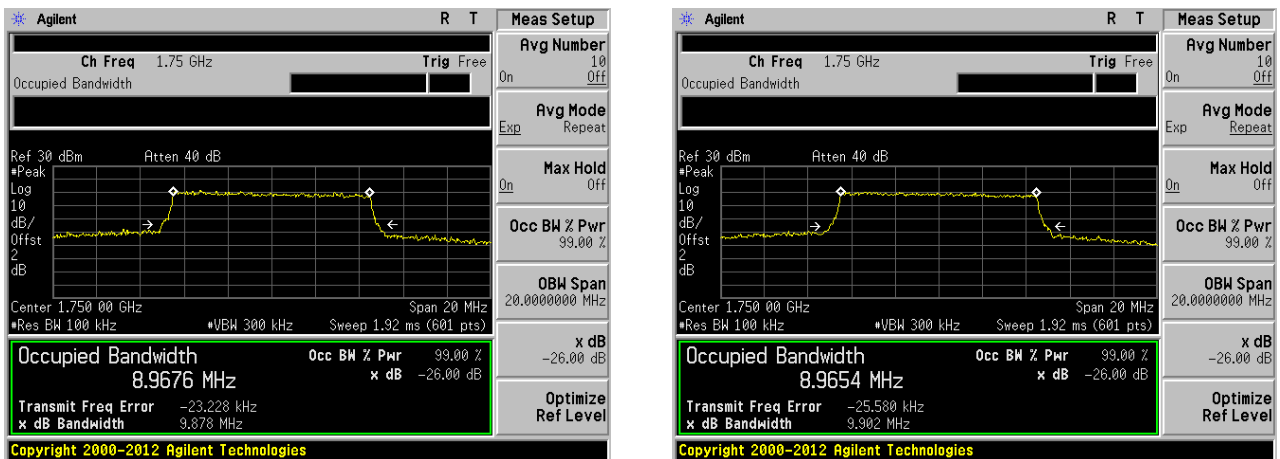 Agilent R T Meas Setup
Ch Freq 1.75 GHz Trig Free
Occupied Bandwidth
Avg Number
10
On Off
Avg Mode
Exp Repeat
Ref 30 dBm Atten 40 dB
#Peak
Log
10
dB/
Offst
2
dB
Max Hold
On Off
Occ BW % Pwr
99.00 %
OBW Span
20.0000000 MHz
Center 1.750 00 GHz Span 20 MHz
#Res BW 100 kHz #VBW 300 kHz Sweep 1.92 ms (601 pts)
x dB
-26.00 dB
Occupied Bandwidth Occ BW % Pwr 99.00 %
8.9676 MHz x dB -26.00 dB
Transmit Freq Error -23.228 kHz
x dB Bandwidth 9.878 MHz
Optimize
Ref Level
Copyright 2000-2012 Agilent Technologies
Agilent R T Meas Setup
Ch Freq 1.75 GHz Trig Free
Occupied Bandwidth
Avg Number
10
On Off
Avg Mode
Exp Repeat
Ref 30 dBm Atten 40 dB
#Peak
Log
10
dB/
Offst
2
dB
Max Hold
On Off
Occ BW % Pwr
99.00 %
OBW Span
20.0000000 MHz
Center 1.750 00 GHz Span 20 MHz
#Res BW 100 kHz #VBW 300 kHz Sweep 1.92 ms (601 pts)
x dB
-26.00 dB
Occupied Bandwidth Occ BW % Pwr 99.00 %
8.9654 MHz x dB -26.00 dB
Transmit Freq Error -25.580 kHz
x dB Bandwidth 9.902 MHz
Optimize
Ref Level
Copyright 2000-2012 Agilent Technologies